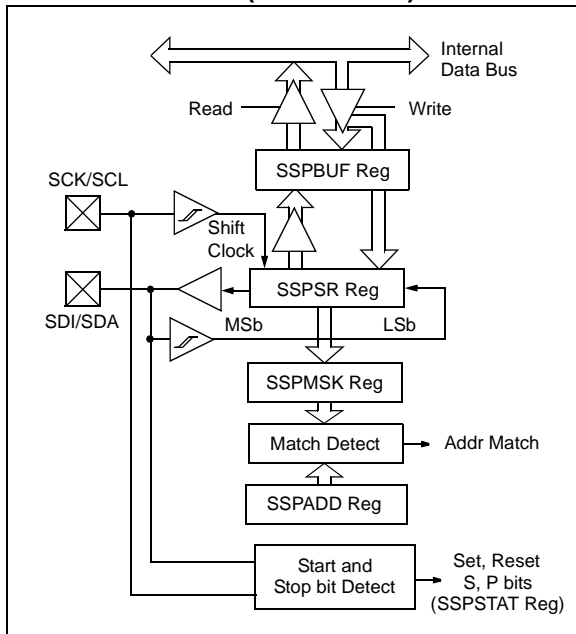 Internal
Data Bus
Read
Write
SSPBUF Reg
SCK/SCL
Shift
Clock
SSPSR Reg
SDI/SDA
MSb
LSb
SSPMSK Reg
Match Detect
Addr Match
SSPADD Reg
Start and
Stop bit Detect
Set, Reset
S, P bits
(SSPSTAT Reg)